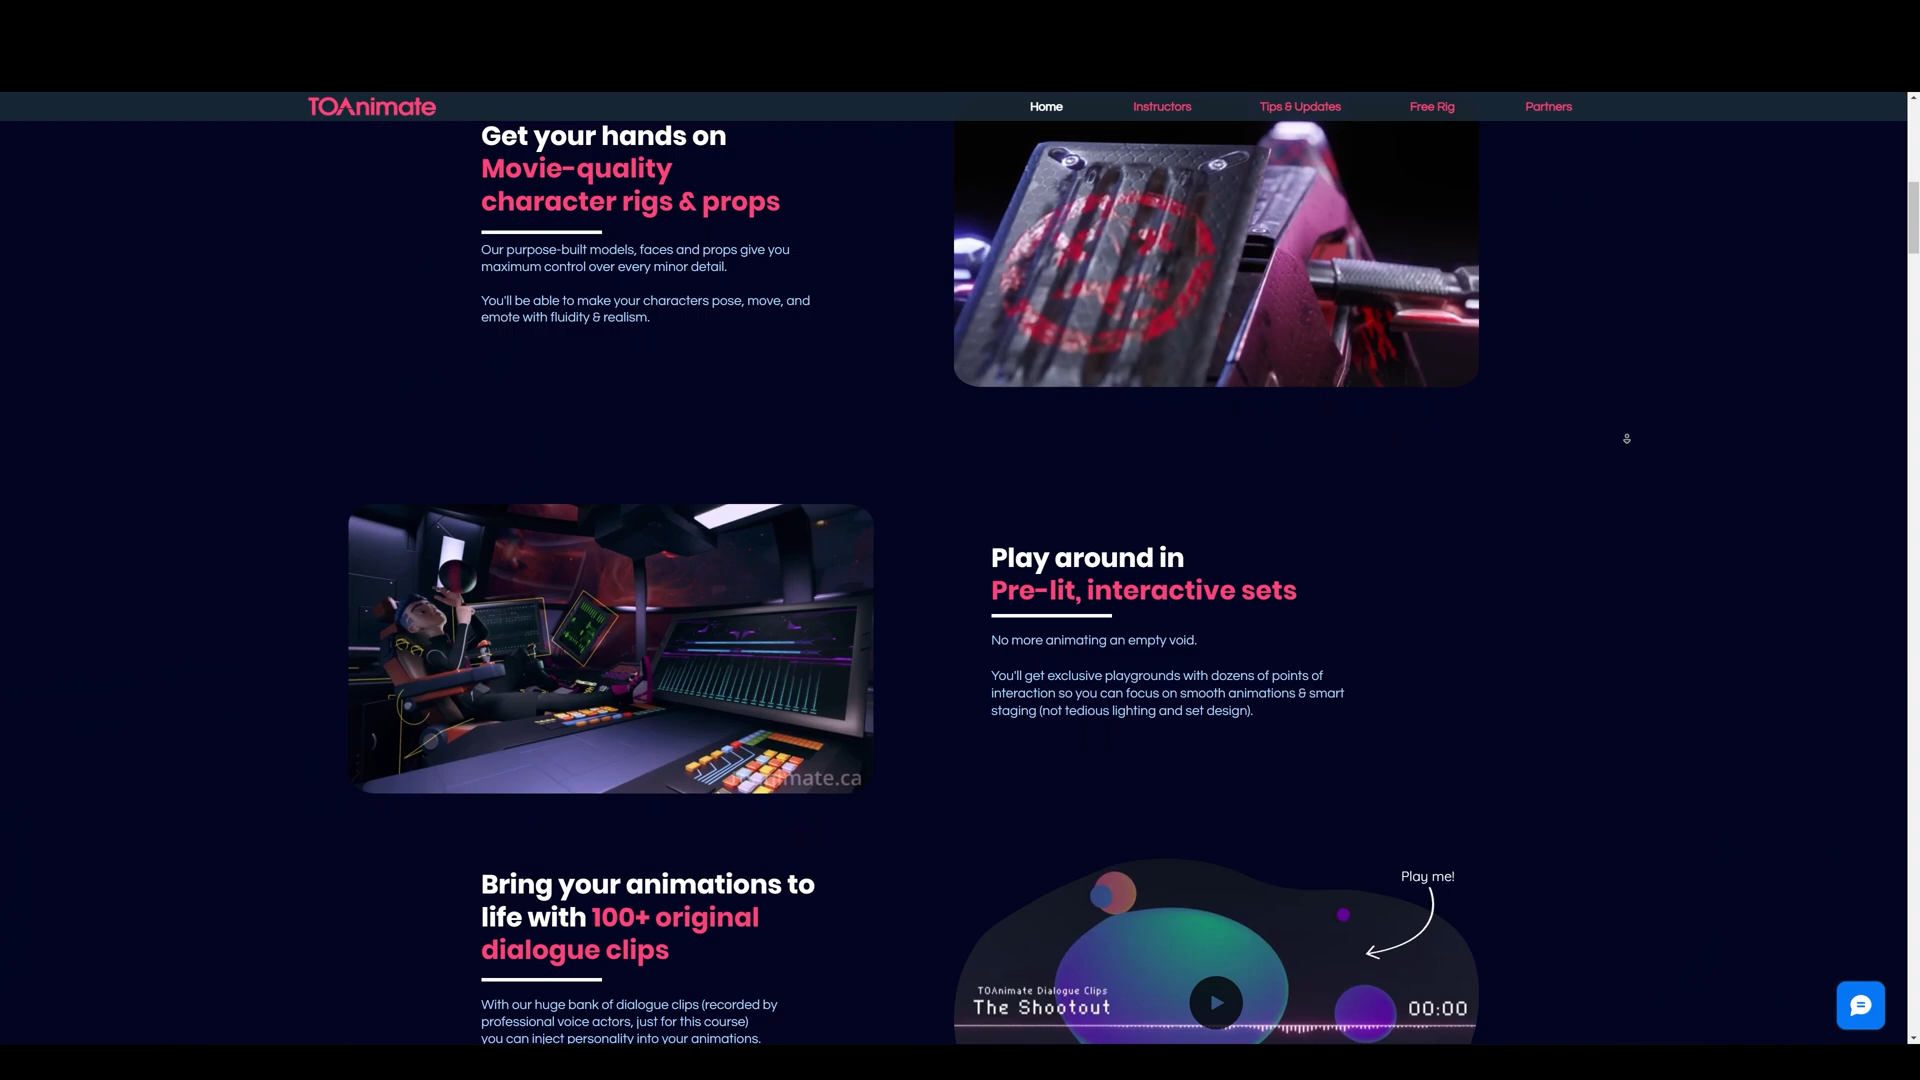 TOAnimate
Home
Instructors
Tips & Updates
Free Rig
Partners
Get your hands on
Movie-quality
character rigs & props
Our purpose-built models, faces and props give you
maximum control over every minor detail.
You'll be able to make your characters pose, move, and
emote with fluidity & realism.
Play around in
Pre-lit, interactive sets
No more animating an empty void.
You'll get exclusive playgrounds with dozens of points of
interaction so you can focus on smooth animations & smart
staging (not tedious lighting and set design).
Bring your animations to
life with 100+ original
dialogue clips
With our huge bank of dialogue clips (recorded by
professional voice actors, just for this course)
you can inject personality into your animations.
Play me!
TOAnimate Dialogue Clips
The Shootout
00:00